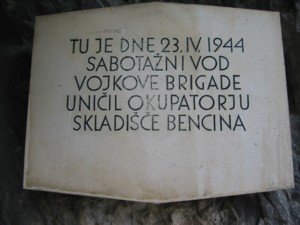 TU JE DNE 23. IV. 1944
SABOTAŽNI VOD
VOJKOVE BRIGADE
UNIČIL OKUPATORJU
SKLADIŠČE BENCINA